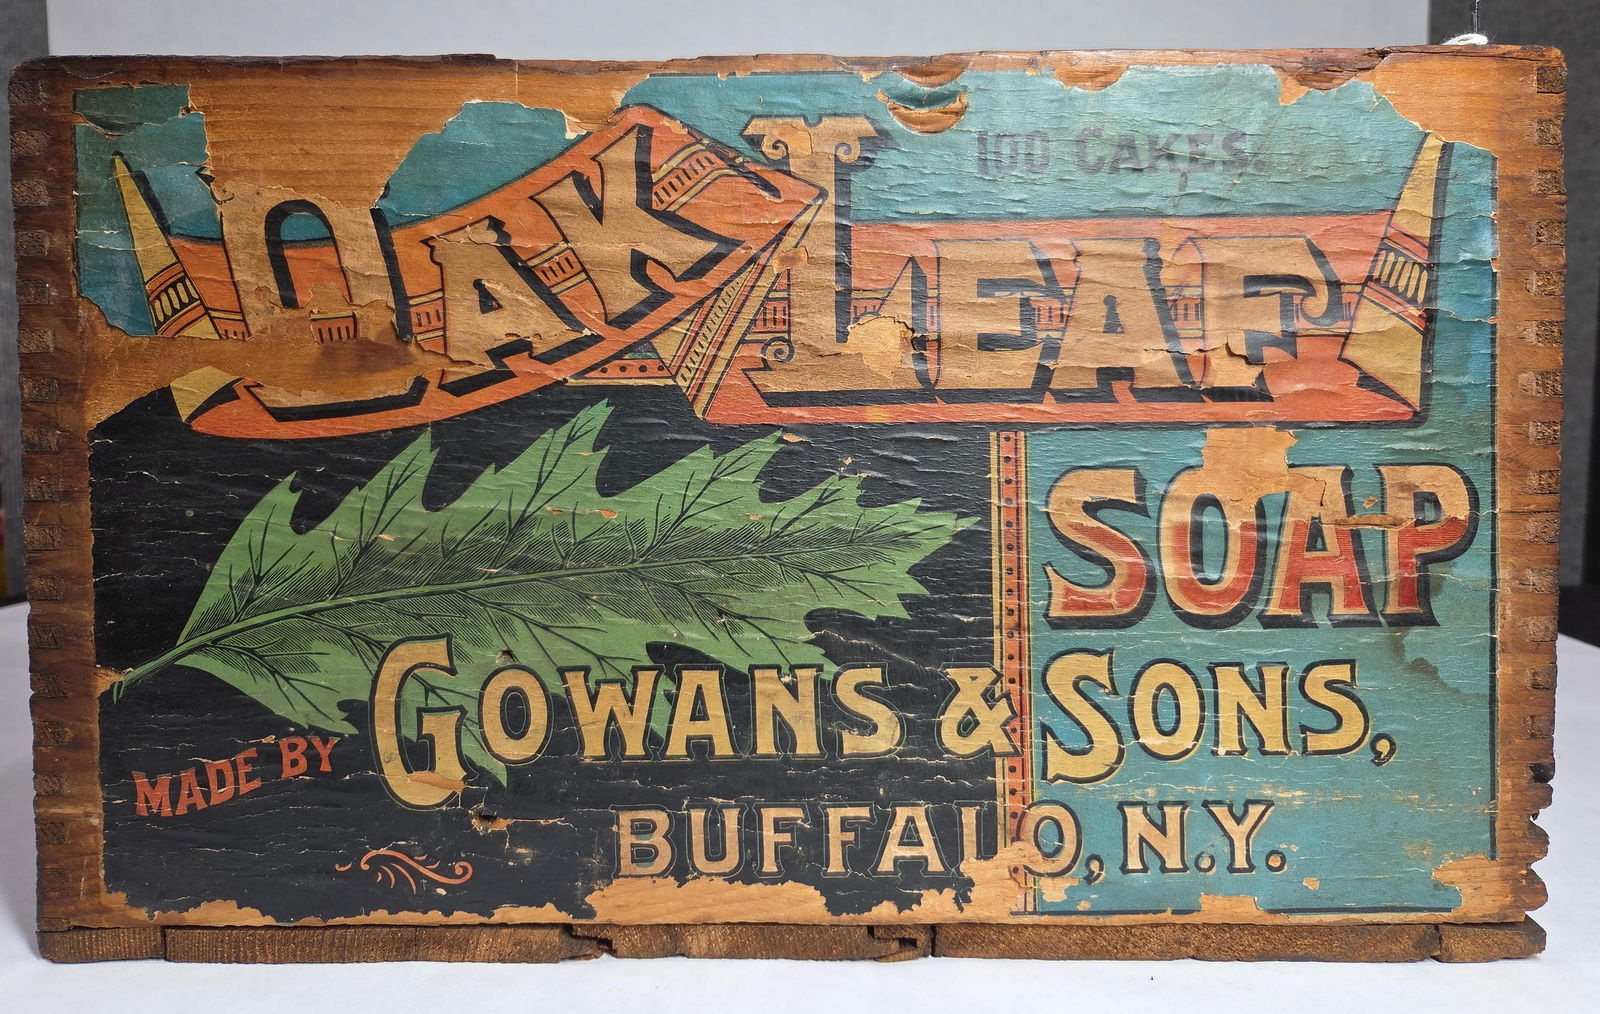 100 CAKES.
OAK LEAF
SOAP
MADE BY GOWANS & SONS,
BUFFALO, N.Y.